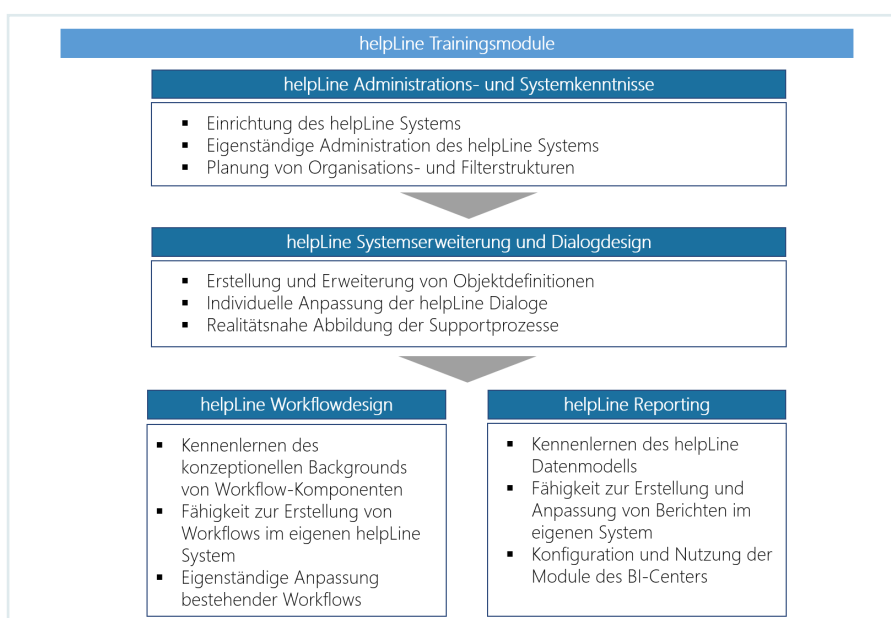 helpLine Trainingsmodule
helpLine Administrations- und Systemkenntnisse
▪ Einrichtung des helpLine Systems
▪ Eigenständige Administration des helpLine Systems
▪ Planung von Organisations- und Filterstrukturen
helpLine Systemserweiterung und Dialogdesign
▪ Erstellung und Erweiterung von Objektdefinitionen
▪ Individuelle Anpassung der helpLine Dialoge
▪ Realitätsnahe Abbildung der Supportprozesse
helpLine Workflowdesign
▪ Kennenlernen des
konzeptionellen Backgrounds
von Workflow-Komponenten
▪ Fähigkeit zur Erstellung von
Workflows im eigenen helpLine
System
▪ Eigenständige Anpassung
bestehender Workflows
helpLine Reporting
▪ Kennenlernen des helpLine
Datenmodells
▪ Fähigkeit zur Erstellung und
Anpassung von Berichten im
eigenen System
▪ Konfiguration und Nutzung der
Module des BI-Centers